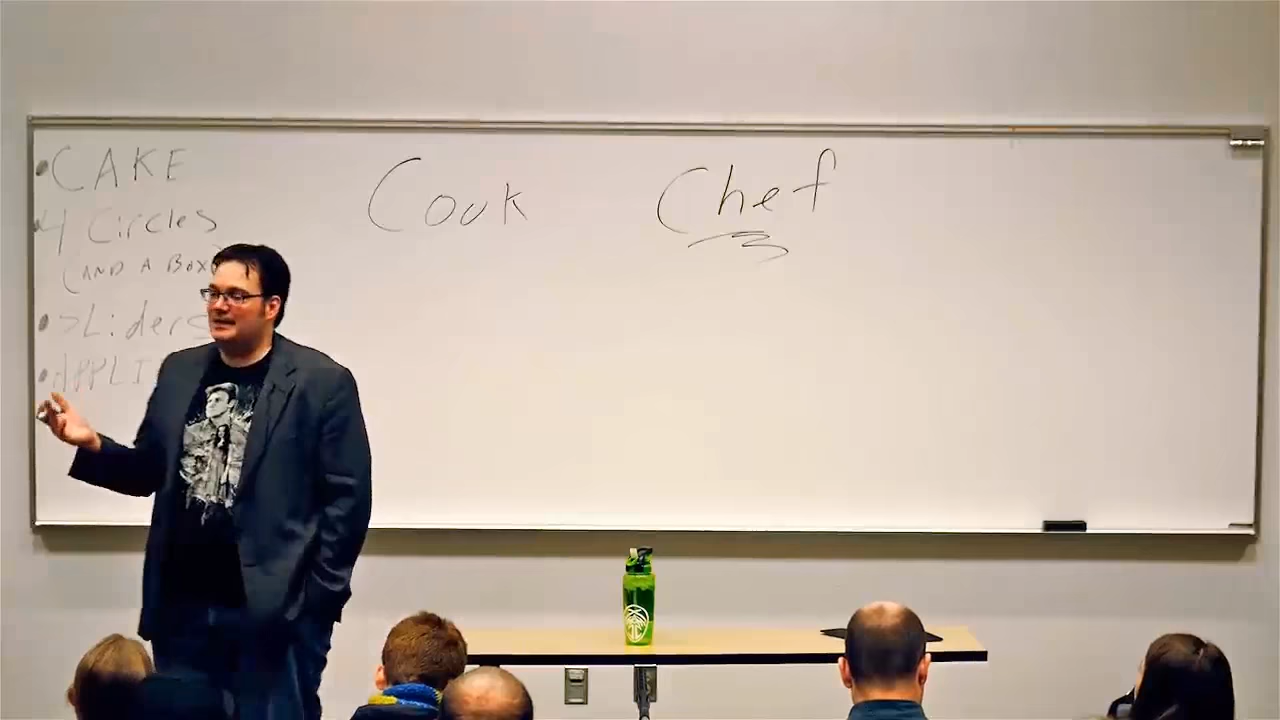 • CAKE
4 Circles
(AND A BOX)
• SLiders
Cook
Chef